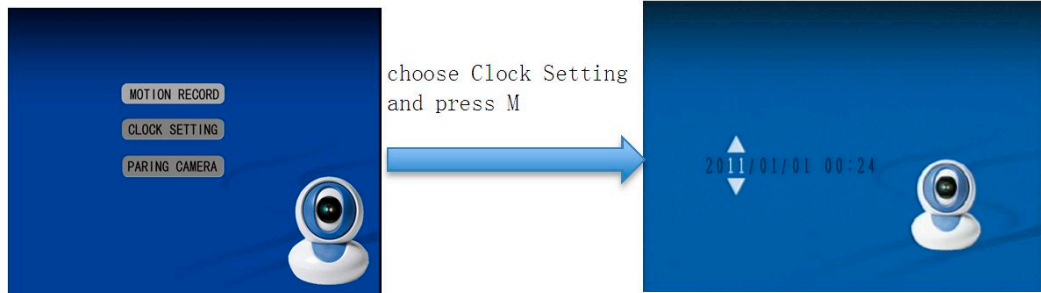 MOTION RECORD
CLOCK SETTING
PARING CAMERA
choose Clock Setting
and press M
2011/01/01 00:24